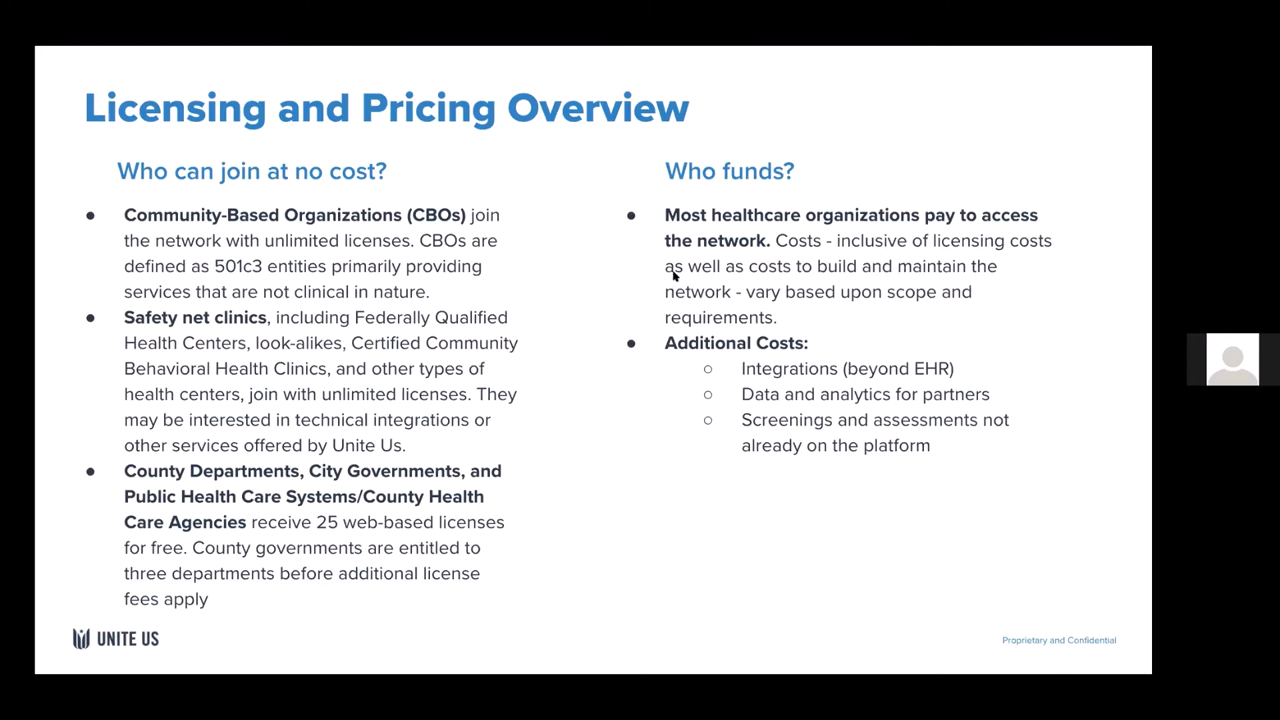 Licensing and Pricing Overview
Who can join at no cost?
● Community-Based Organizations (CBOs) join
the network with unlimited licenses. CBOs are
defined as 501c3 entities primarily providing
services that are not clinical in nature.
● Safety net clinics, including Federally Qualified
Health Centers, look-alikes, Certified Community
Behavioral Health Clinics, and other types of
health centers, join with unlimited licenses. They
may be interested in technical integrations or
other services offered by Unite Us.
● County Departments, City Governments, and
Public Health Care Systems/County Health
Care Agencies receive 25 web-based licenses
for free. County governments are entitled to
three departments before additional license
fees apply
Who funds?
● Most healthcare organizations pay to access
the network. Costs - inclusive of licensing costs
as well as costs to build and maintain the
network - vary based upon scope and
requirements.
● Additional Costs:
○ Integrations (beyond EHR)
○ Data and analytics for partners
○ Screenings and assessments not
already on the platform
UNITE US
Proprietary and Confidential